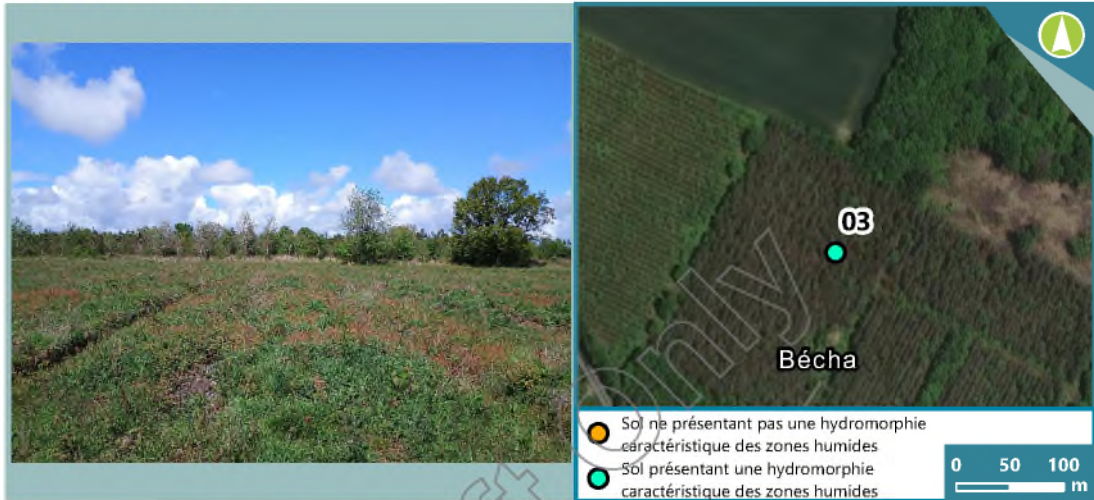 03
Bécha
Sol ne présentant pas une hydromorphie
caractéristique des zones humides
Sol présentant une hydromorphie
caractéristique des zones humides
0 50 100
m
Only